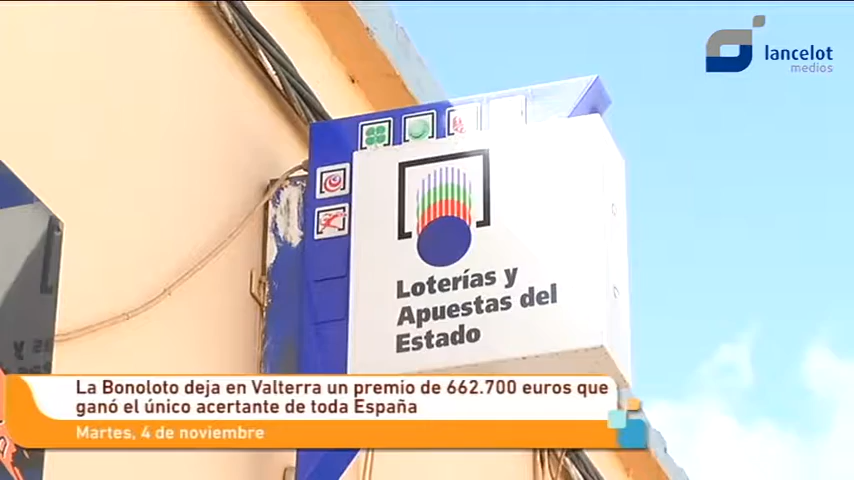 lancelot
medios
Loterías y
Apuestas del
Estado
La Bonoloto deja en Valterra un premio de 662.700 euros que
ganó el único acertante de toda España
Martes, 4 de noviembre